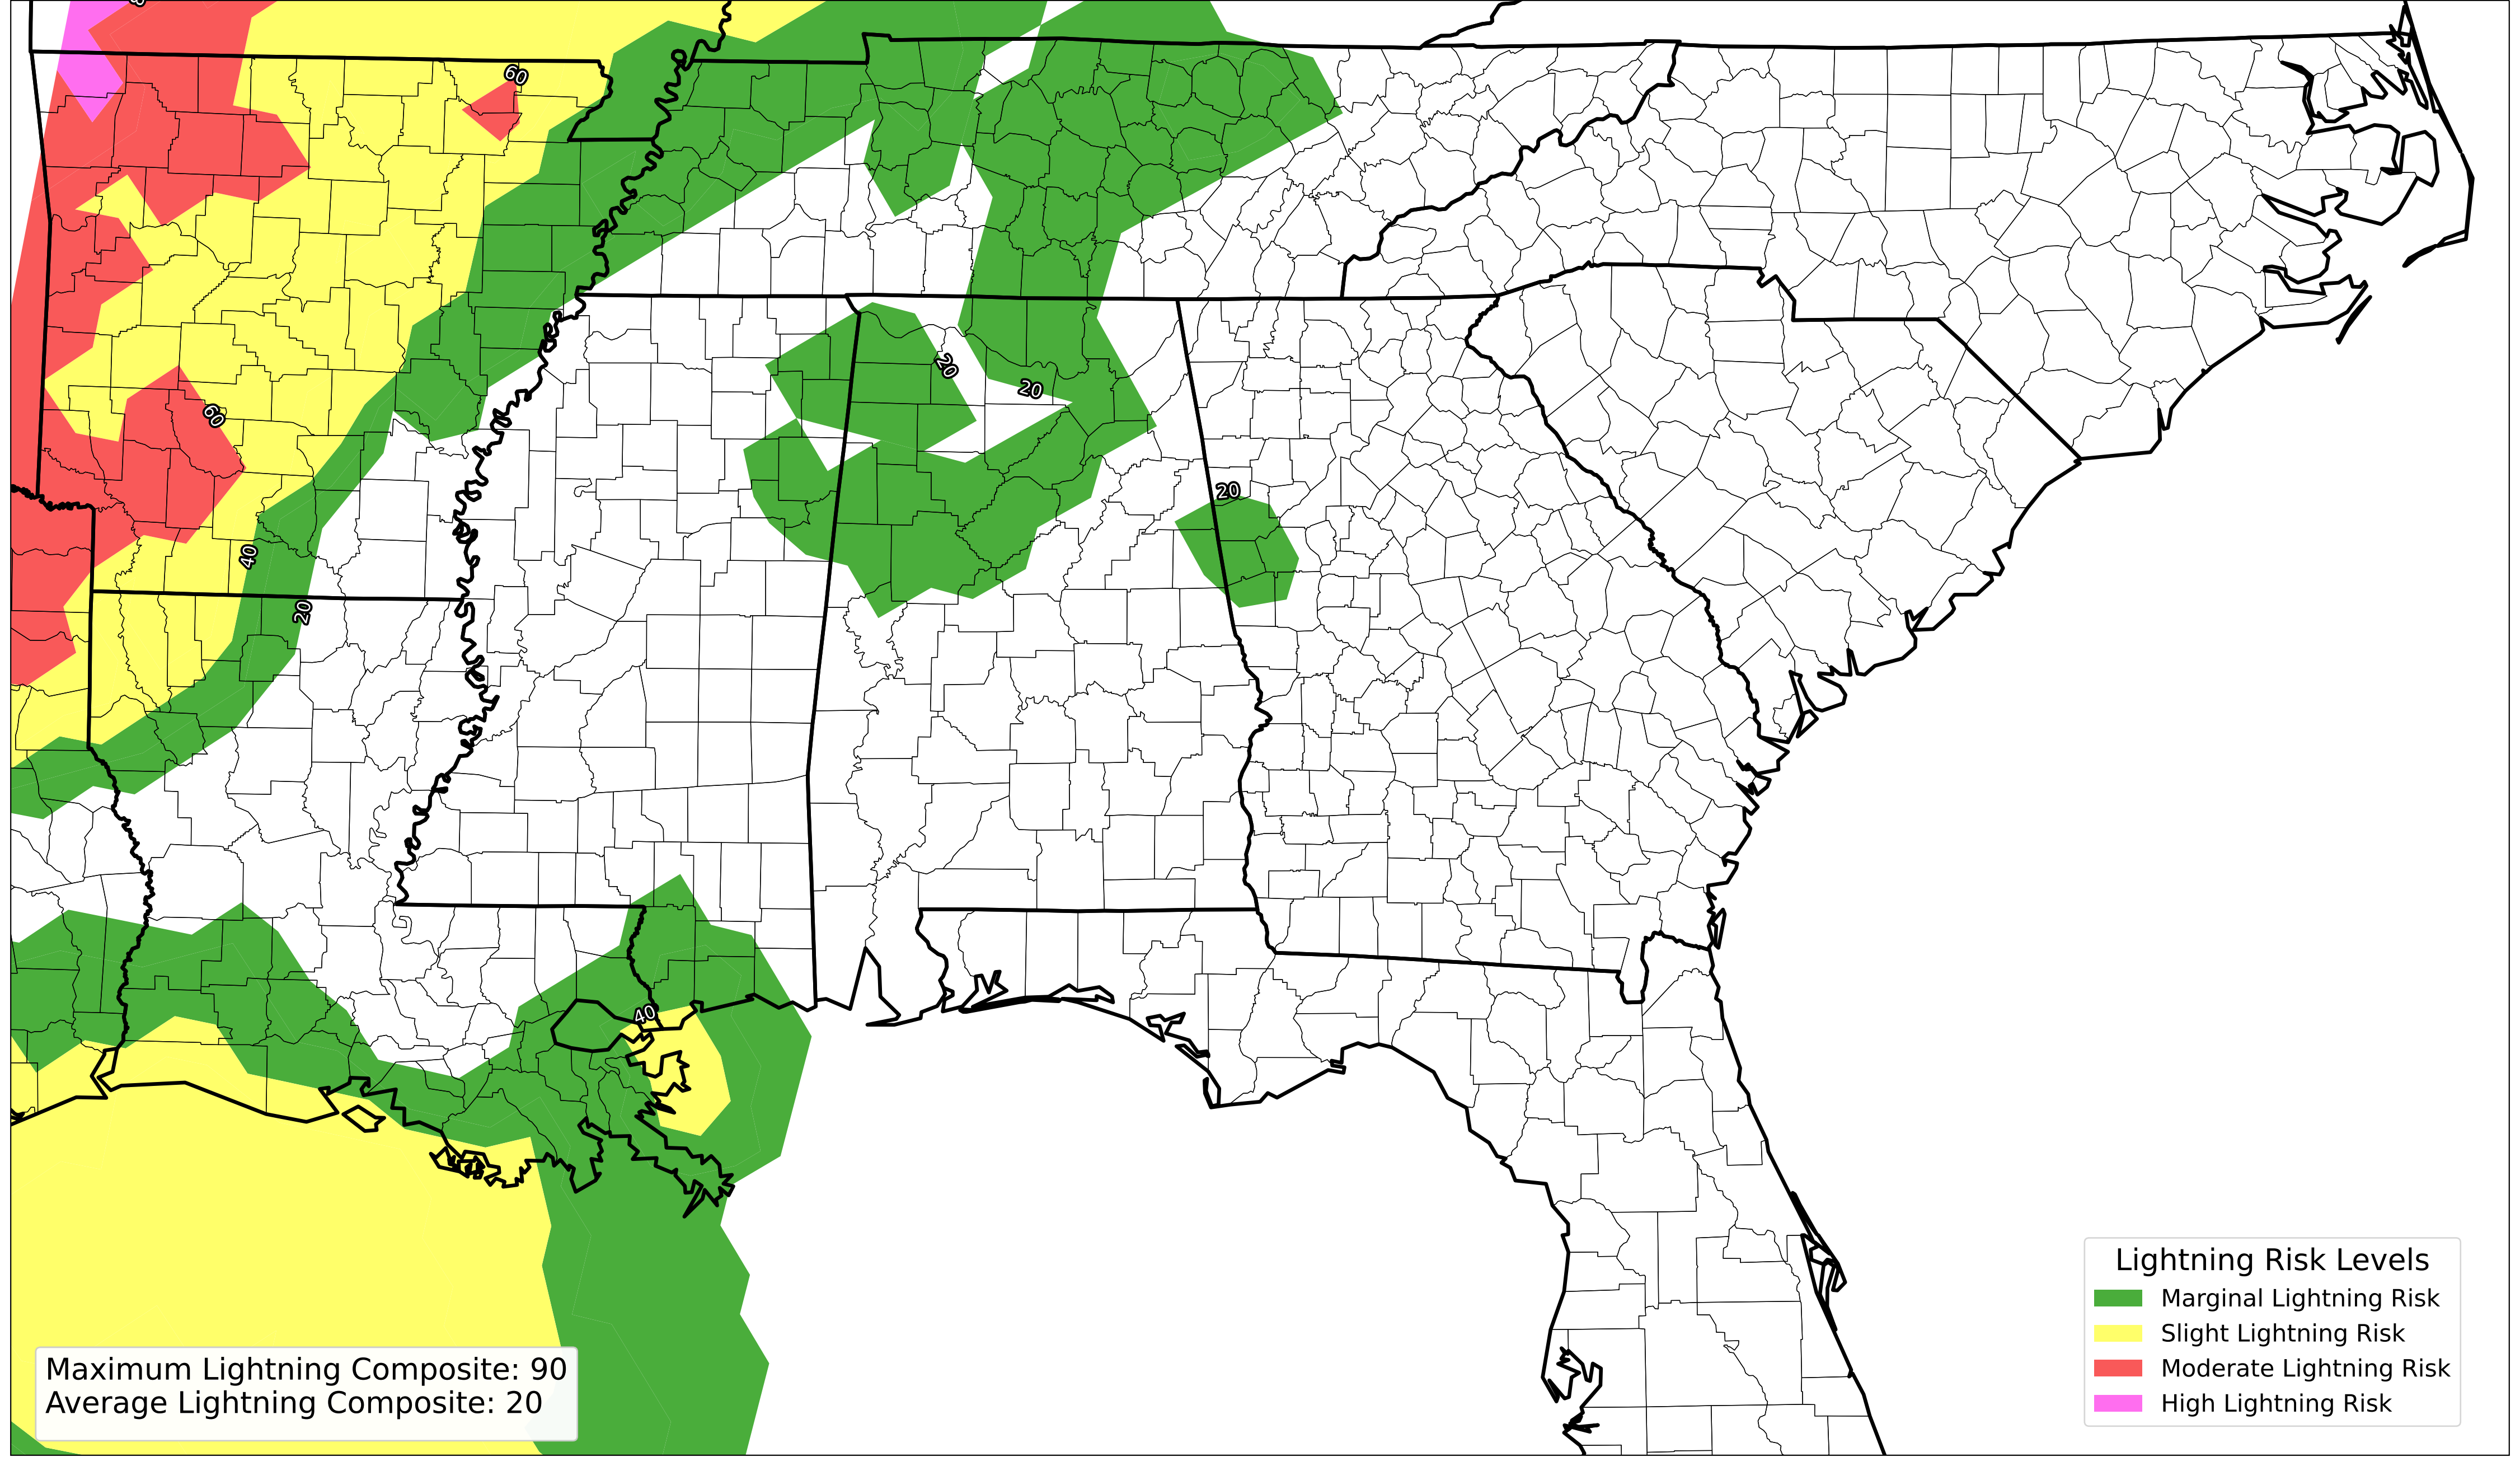 60
20
20
60
20
40
20
40
Lightning Risk Levels
Marginal Lightning Risk
Slight Lightning Risk
Moderate Lightning Risk
High Lightning Risk
Maximum Lightning Composite: 90
Average Lightning Composite: 20